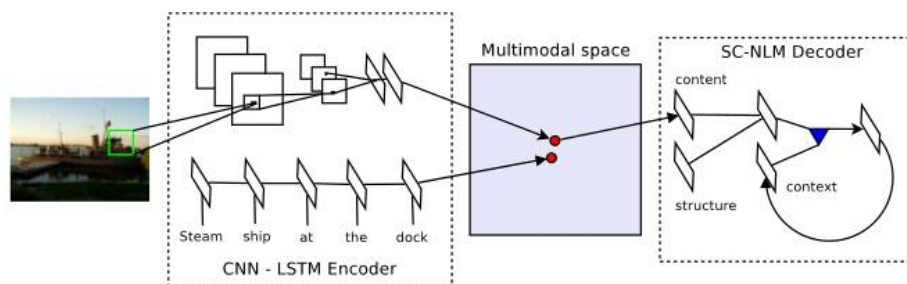 Steam ship at the dock
CNN - LSTM Encoder
Multimodal space
SC-NLM Decoder
content
structure
context